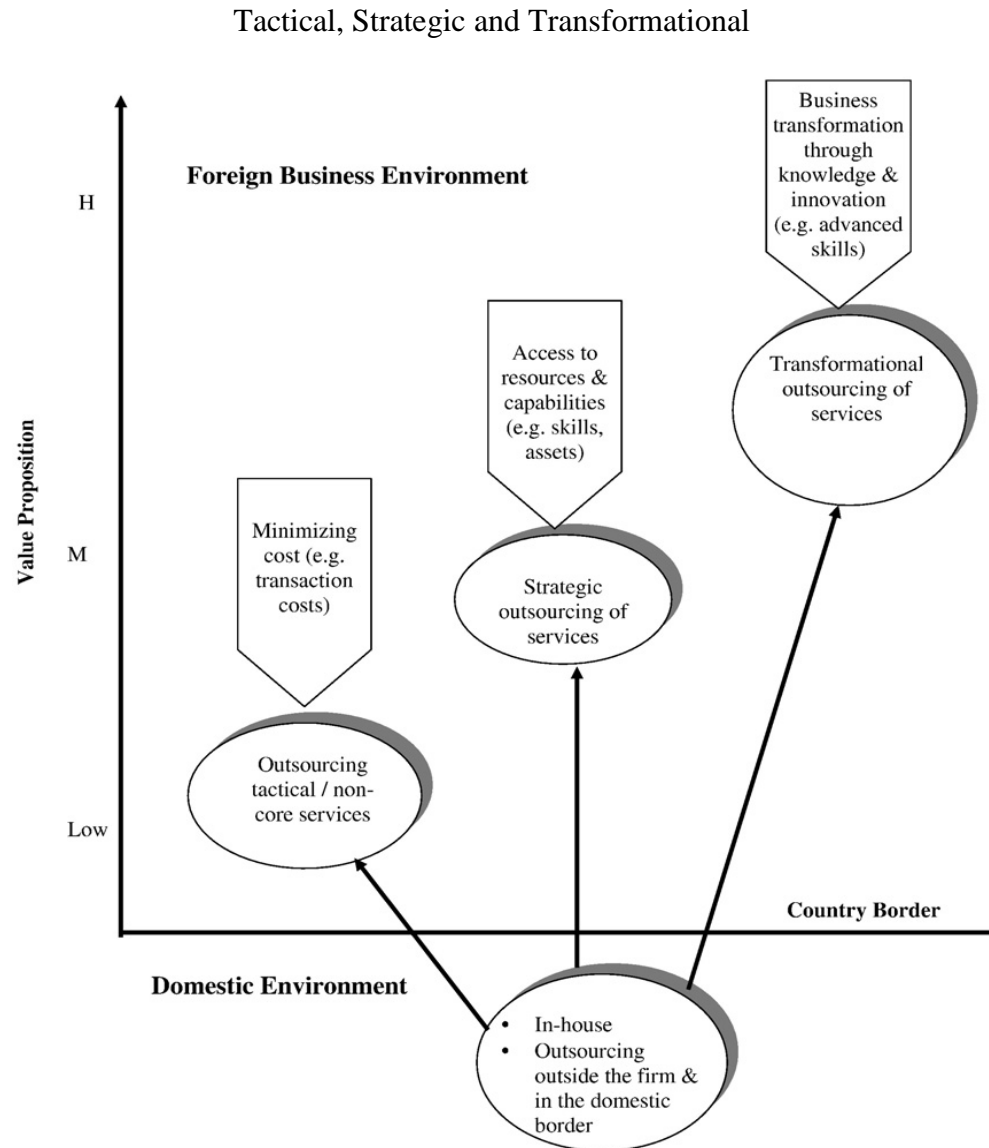 Tactical, Strategic and Transformational
Business
transformation
through
knowledge &
innovation
(e.g. advanced
skills)
Foreign Business Environment
H
Access to
resources &
capabilities
(e.g. skills,
assets)
Transformational
outsourcing of
services
Value Proposition
Minimizing
cost (e.g.
transaction
costs)
M
Strategic
outsourcing of
services
Outsourcing
tactical / non-
core services
Low
Country Border
Domestic Environment
• In-house
• Outsourcing
outside the firm &
in the domestic
border